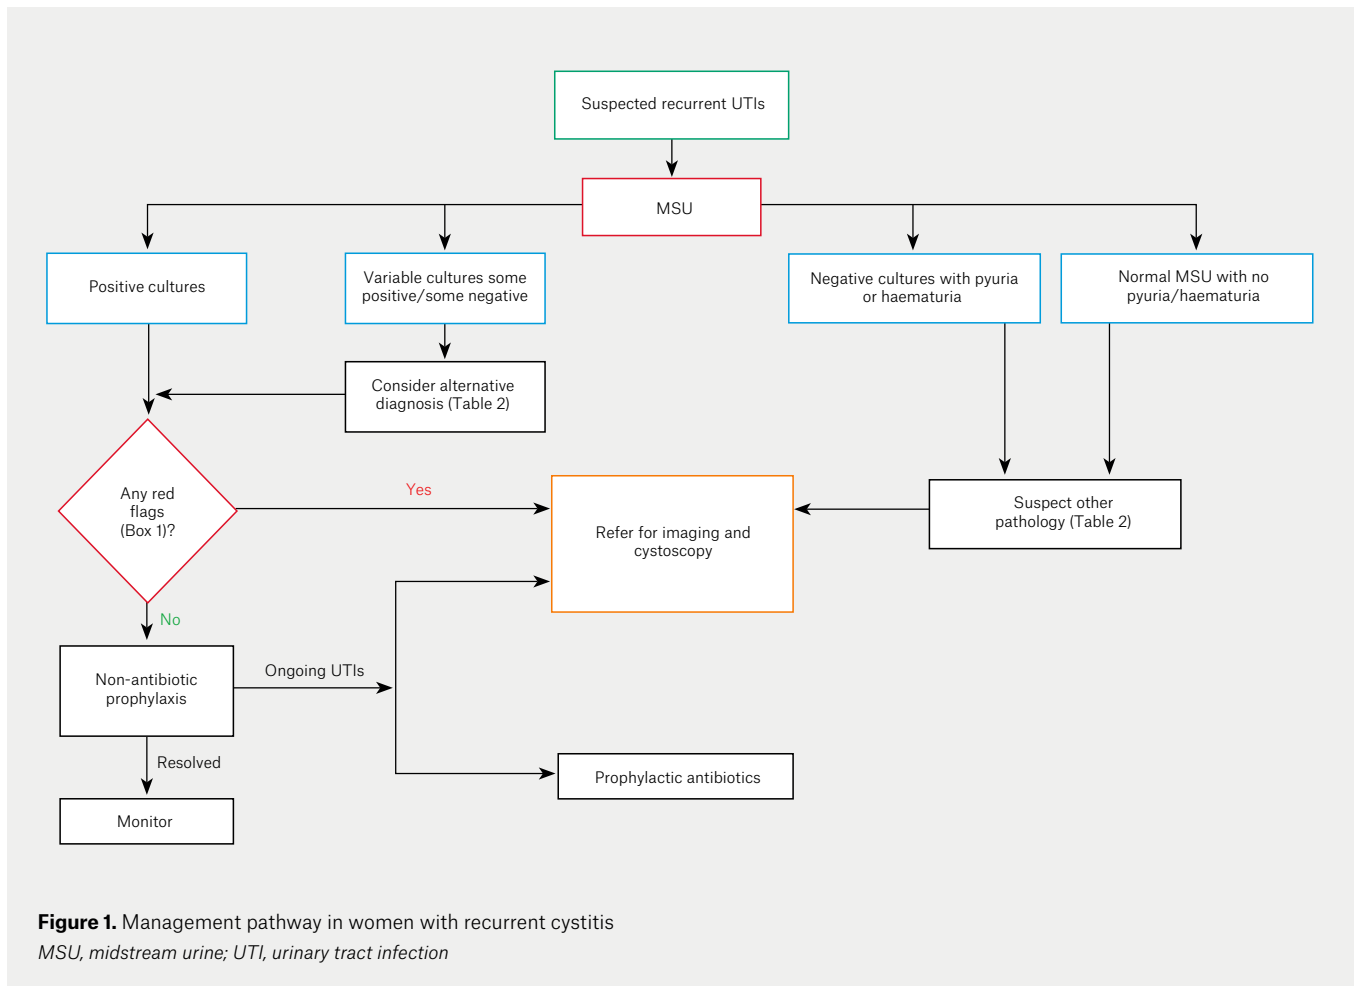 Suspected recurrent UTIs
MSU
Positive cultures
Variable cultures some
positive/some negative
Negative cultures with pyuria
or haematuria
Normal MSU with no
pyuria/haematuria
Consider alternative
diagnosis (Table 2)
Any red
flags
(Box 1)?
Yes
Refer for imaging and
cystoscopy
Suspect other
pathology (Table 2)
No
Non-antibiotic
prophylaxis
Ongoing UTIs
Resolved
Prophylactic antibiotics
Monitor
Figure 1. Management pathway in women with recurrent cystitis
MSU, midstream urine; UTI, urinary tract infection